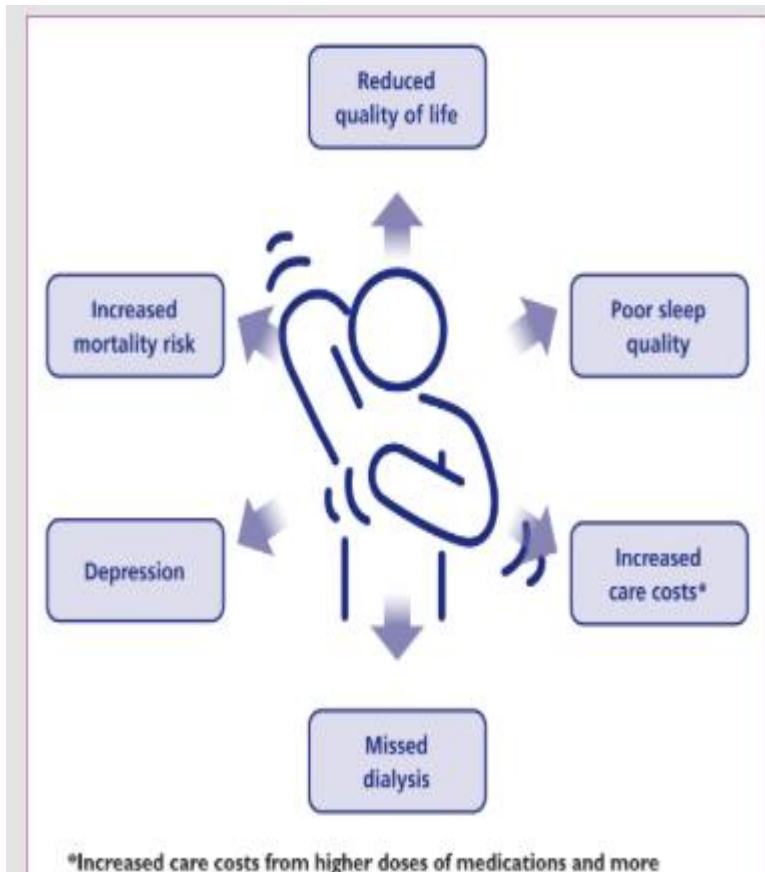 Reduced
quality of life
Increased
mortality risk
Poor sleep
quality
Depression
Increased
care costs*
Missed
dialysis
*Increased care costs from higher doses of medications and more